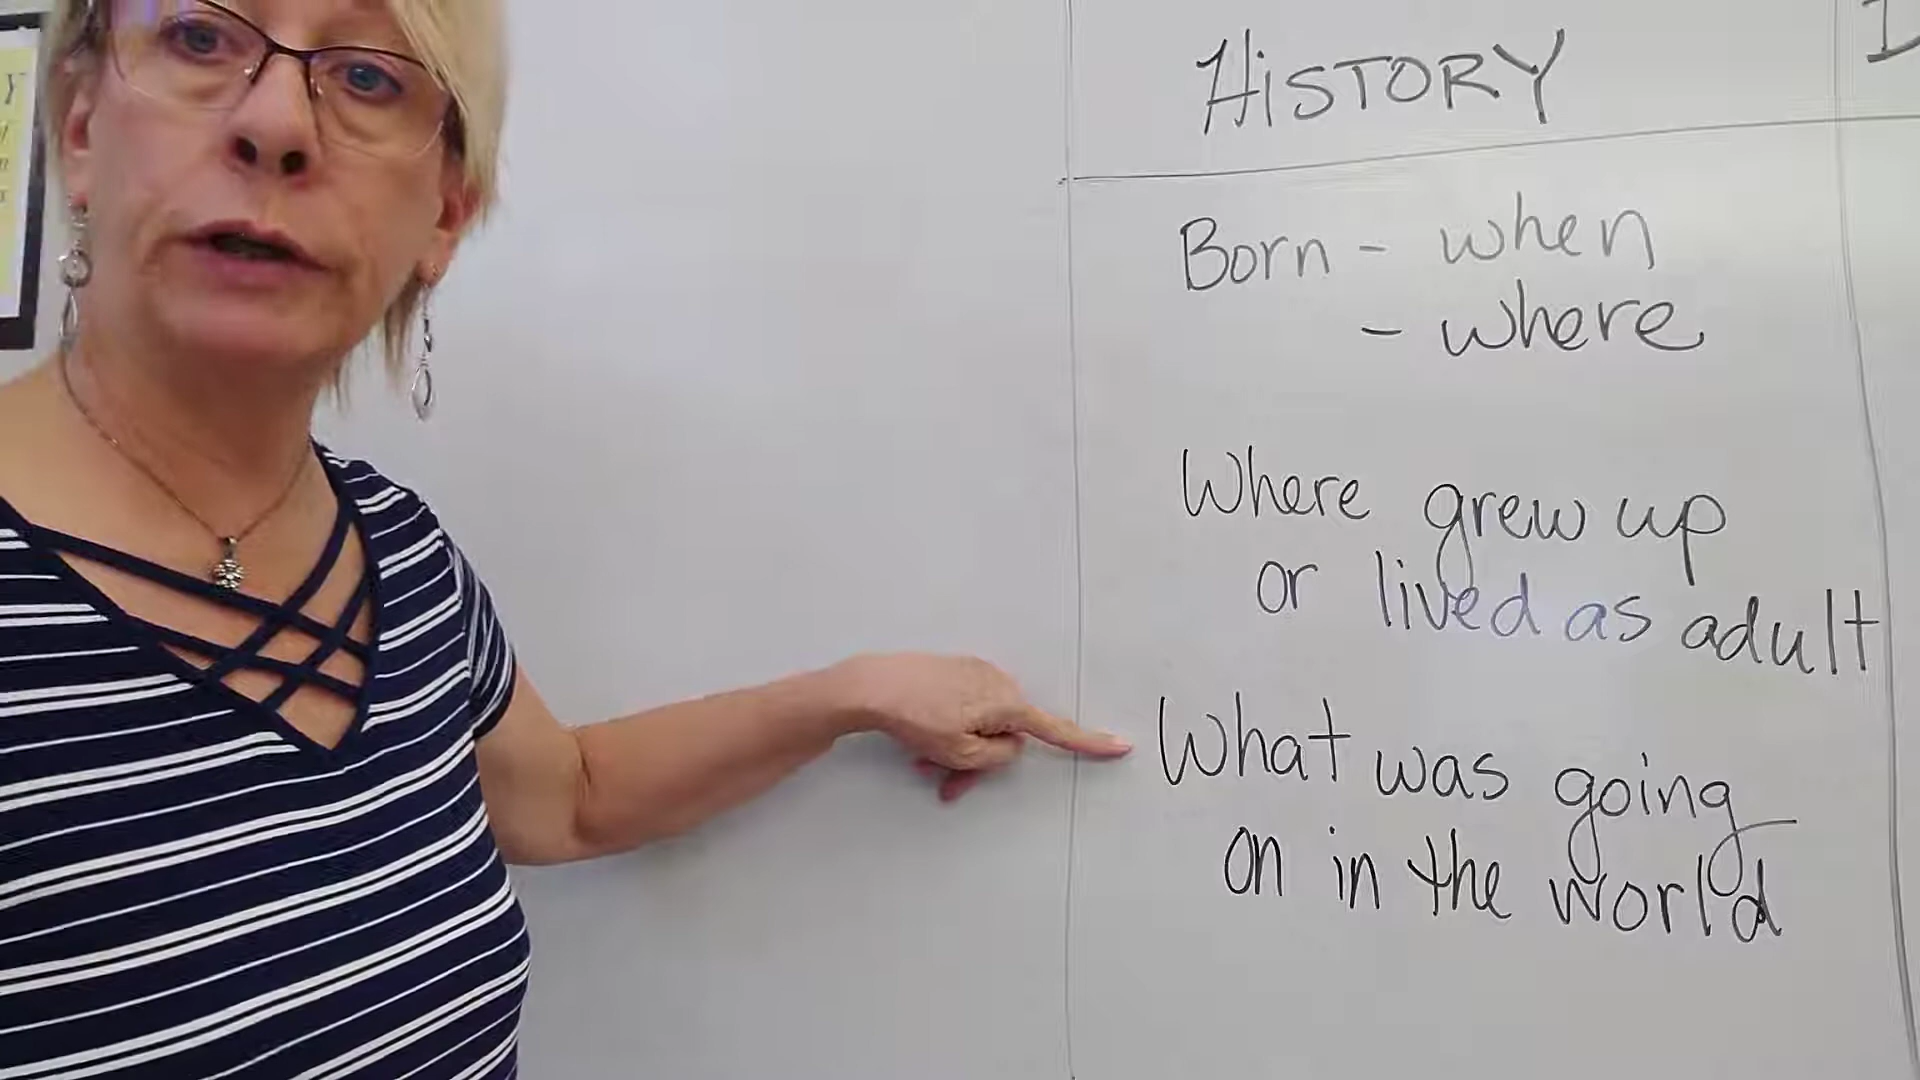 HISTORY
Born - when
- where
Where grew up
or lived as adult
What was going
on in the world